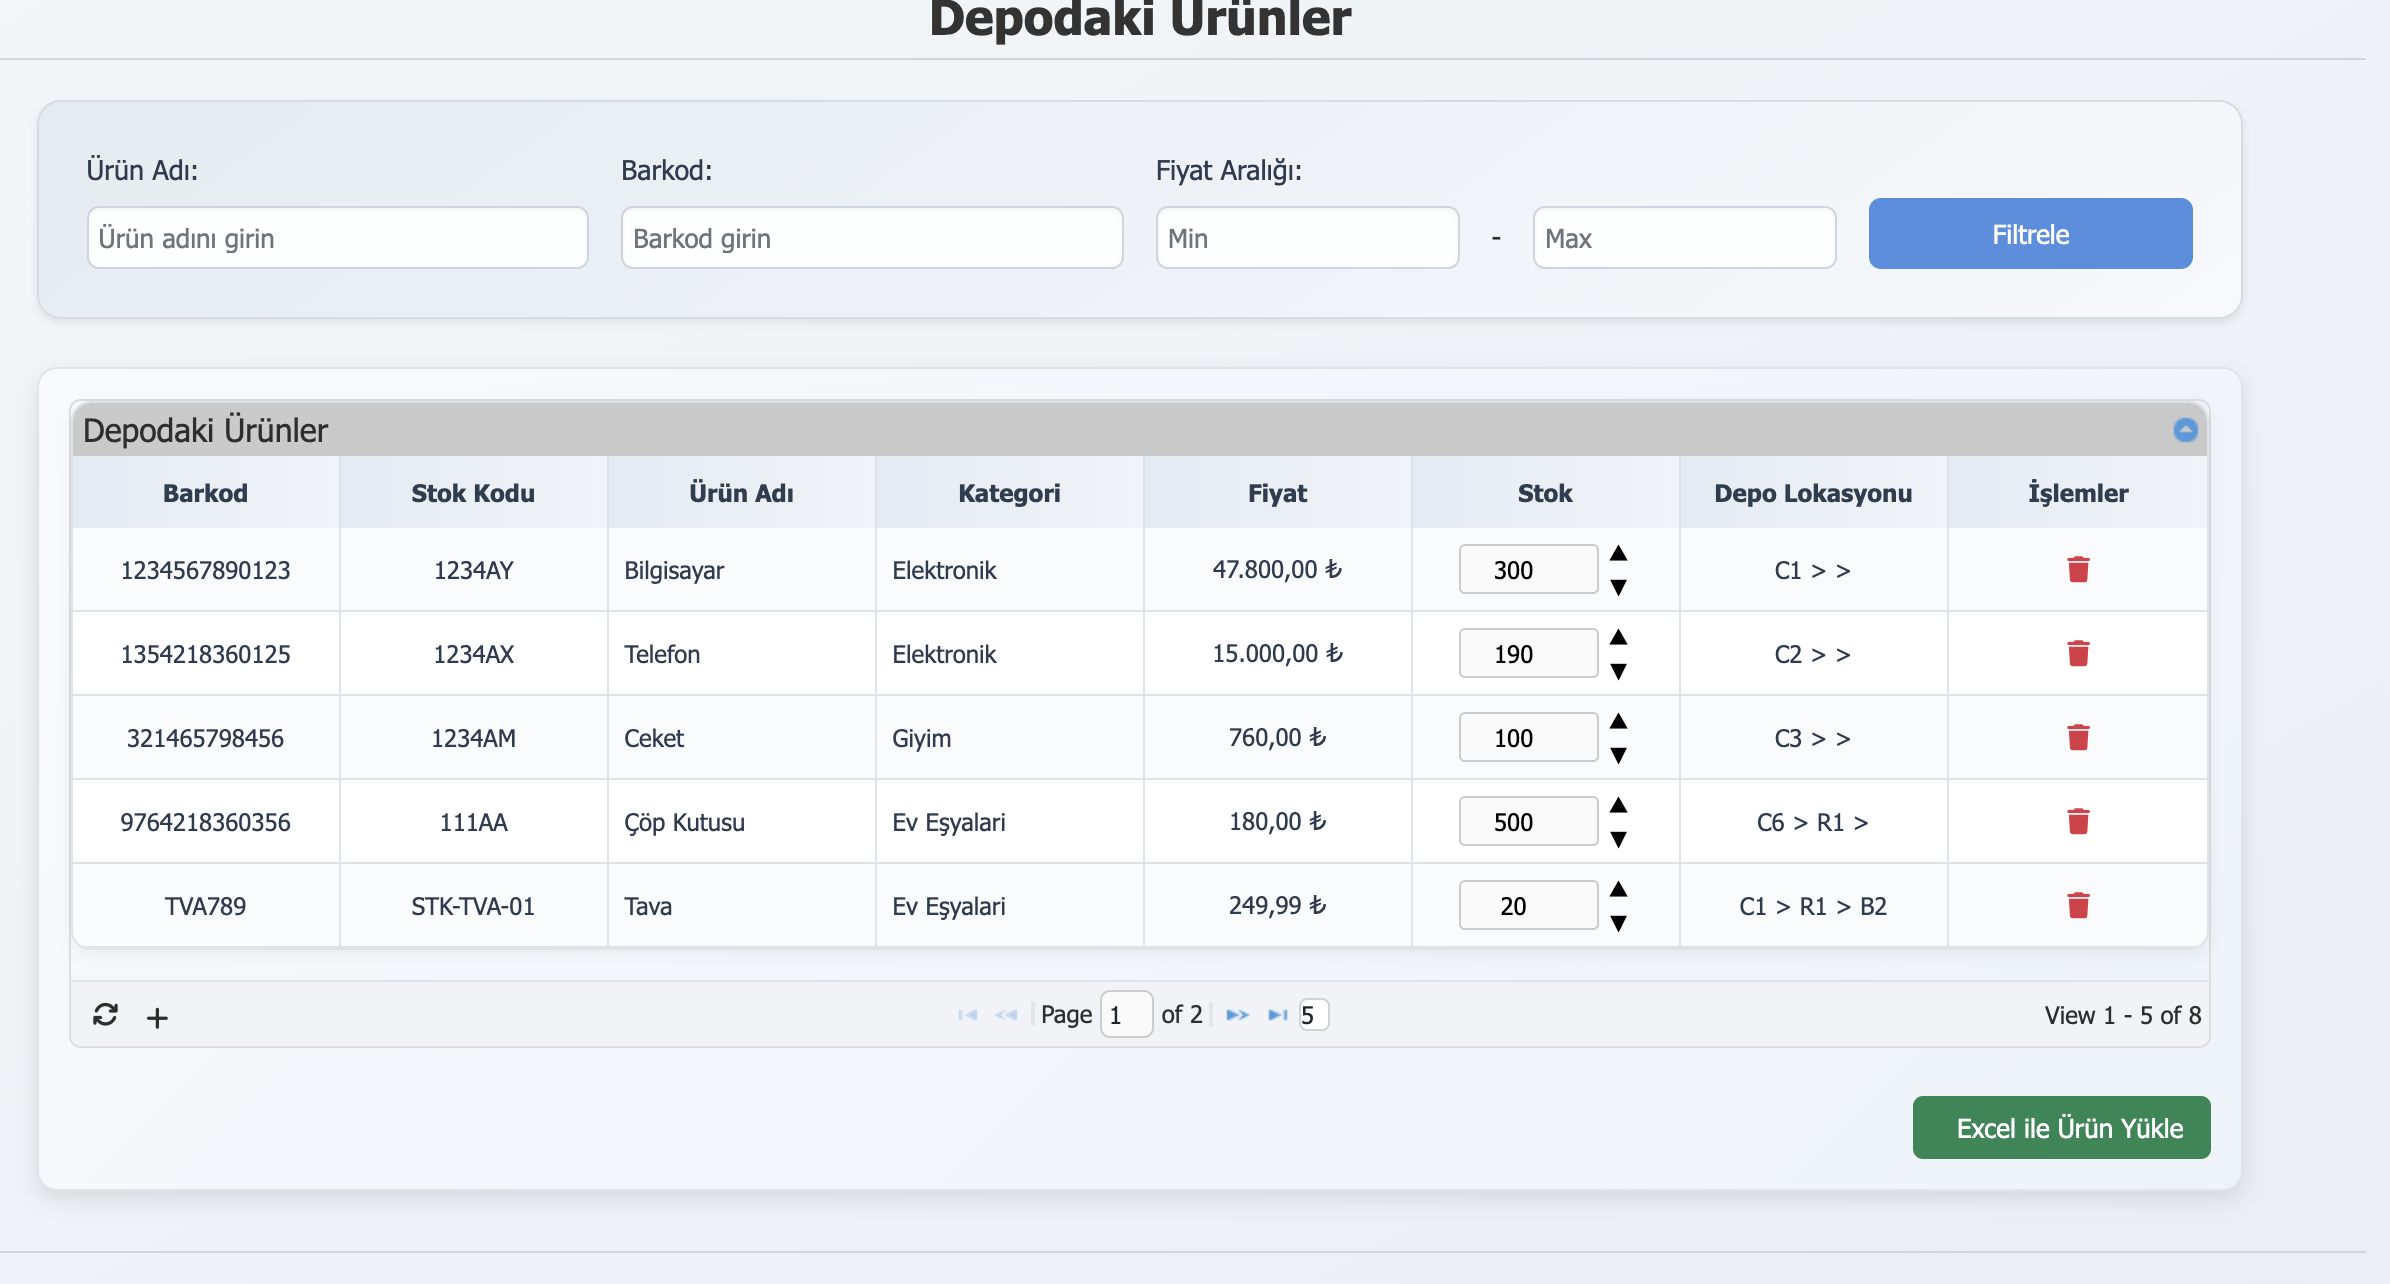 Depodaki Ürünler
Ürün Adı: Barkod: Fiyat Aralığı:
Ürün adını girin Barkod girin Min - Max Filtrele
Depodaki Ürünler
Barkod Stok Kodu Ürün Adı Kategori Fiyat Stok Depo Lokasyonu İşlemler
1234567890123 1234AY Bilgisayar Elektronik 47.800,00 ₺ 300 C1 > >
1354218360125 1234AX Telefon Elektronik 15.000,00 ₺ 190 C2 > >
321465798456 1234AM Ceket Giyim 760,00 ₺ 100 C3 > >
9764218360356 111AA Çöp Kutusu Ev Eşyalari 180,00 ₺ 500 C6 > R1 >
TVA789 STK-TVA-01 Tava Ev Eşyalari 249,99 ₺ 20 C1 > R1 > B2
Page 1 of 2 5 View 1 - 5 of 8
Excel ile Ürün Yükle